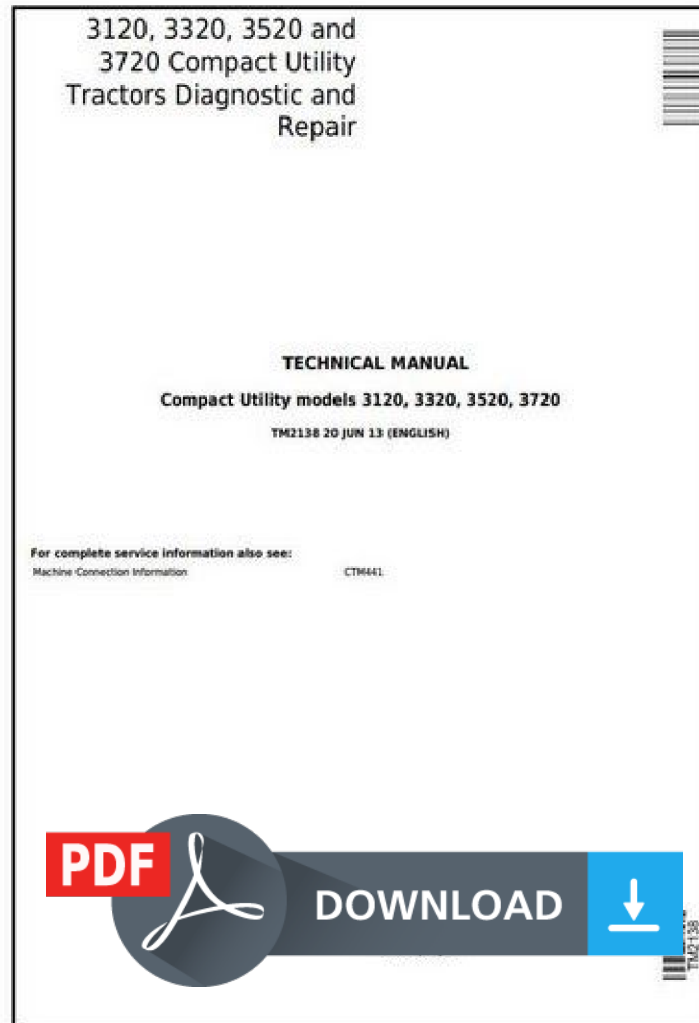 3120, 3320, 3520 and
3720 Compact Utility
Tractors Diagnostic and
Repair
TECHNICAL MANUAL
Compact Utility models 3120, 3320, 3520, 3720
TM2138 20 JUN 13 (ENGLISH)
For complete service information also see:
Machine Connection Information CTM441
PDF
DOWNLOAD
TM2138